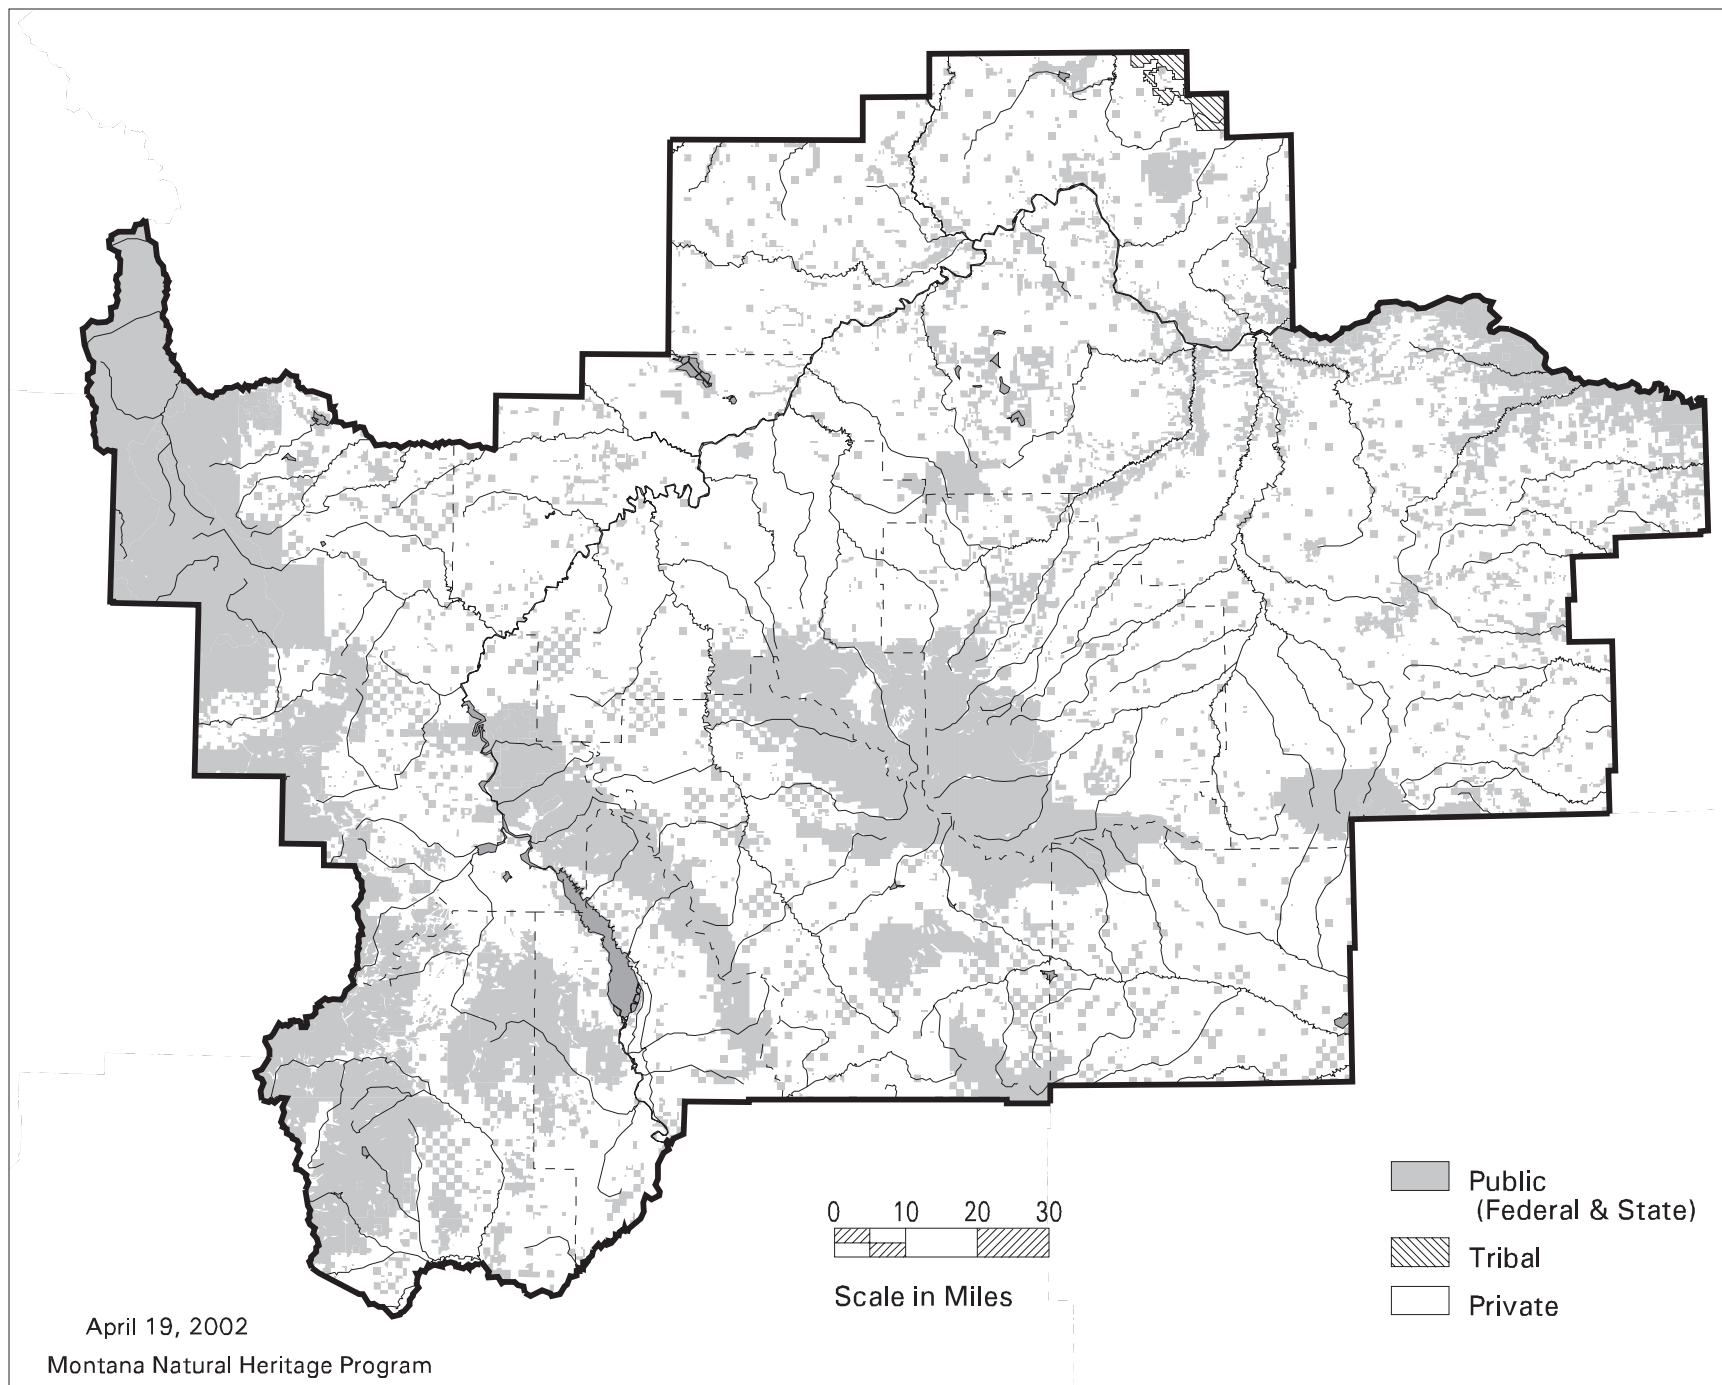 0 10 20 30
Scale in Miles
Public
(Federal & State)
Tribal
Private
April 19, 2002
Montana Natural Heritage Program